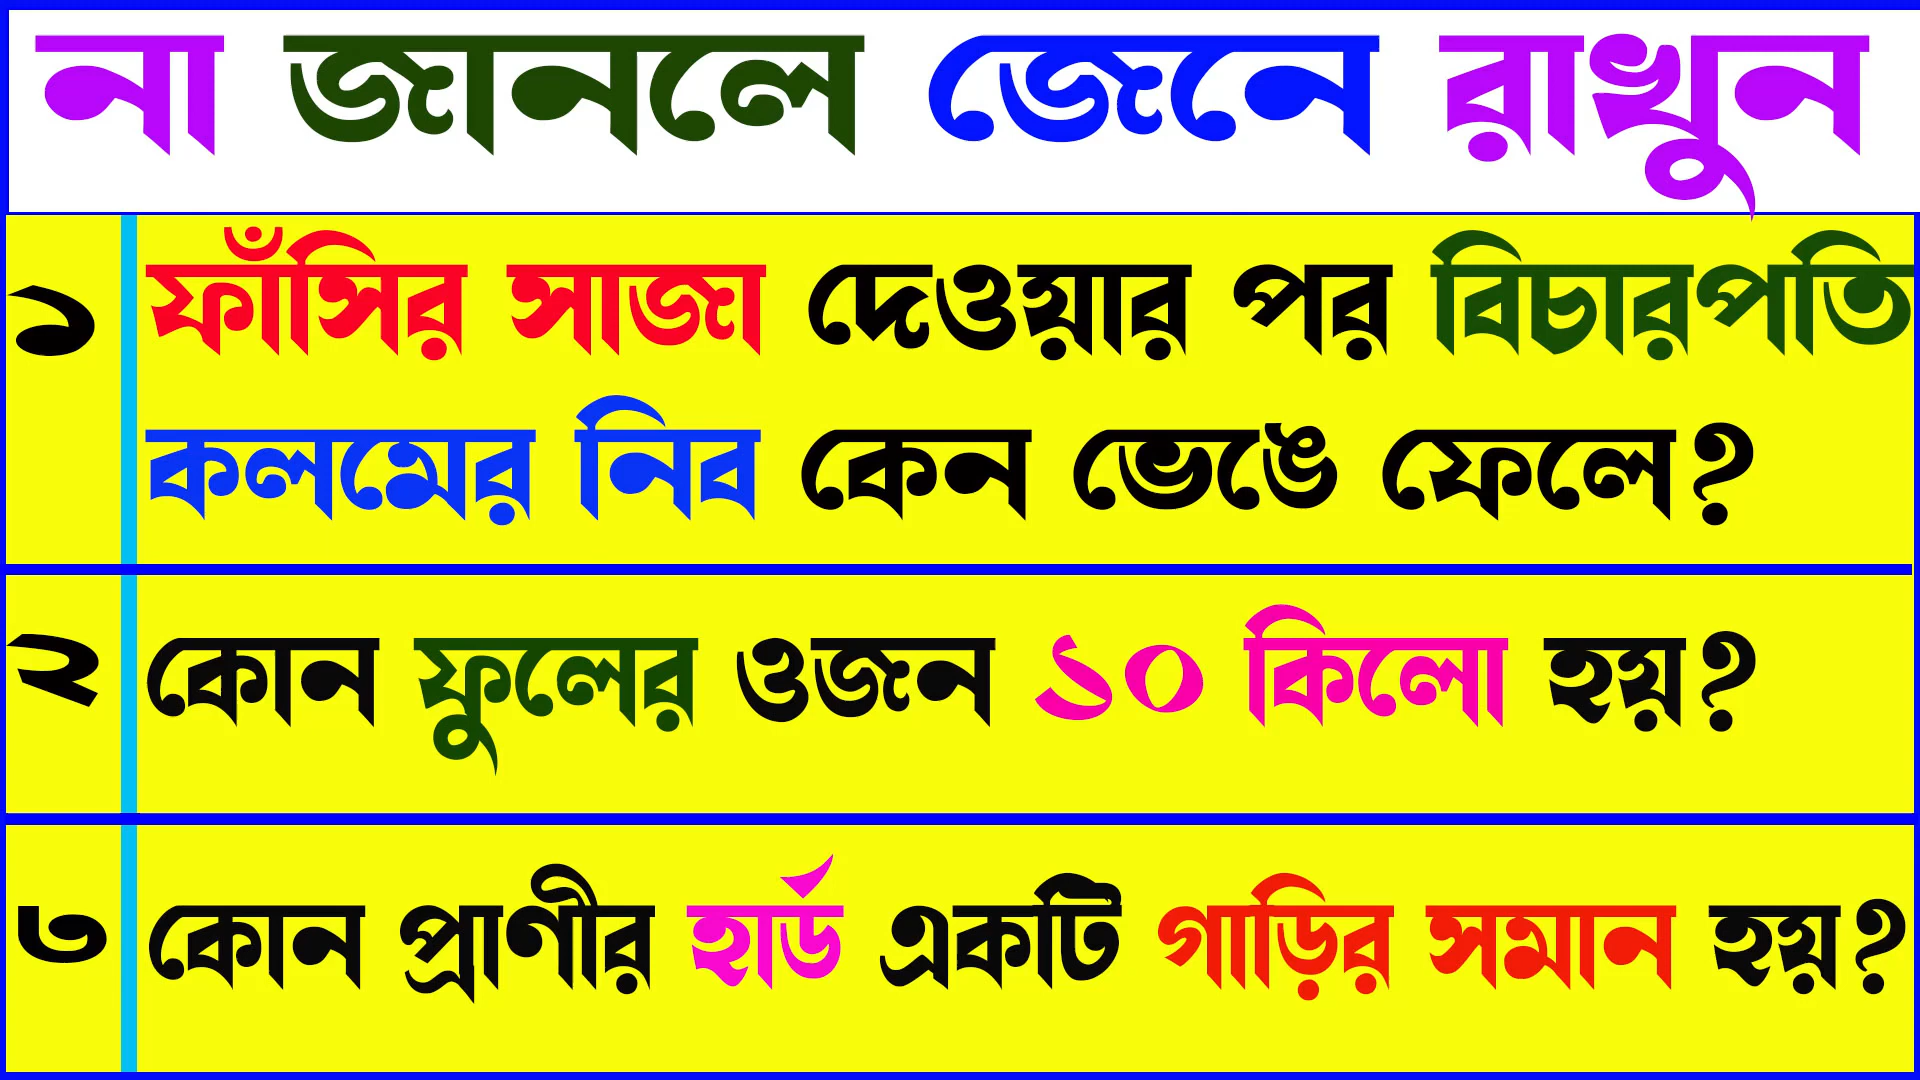 না জানলে জেনে রাখুন
১ ফাঁসির সাজা দেওয়ার পর বিচারপতি
কলমের নিব কেন ভেঙে ফেলে?
২ কোন ফুলের ওজন ১০ কিলো হয়?
৩ কোন প্রাণীর হার্ড একটি গাড়ির সমান হয়?